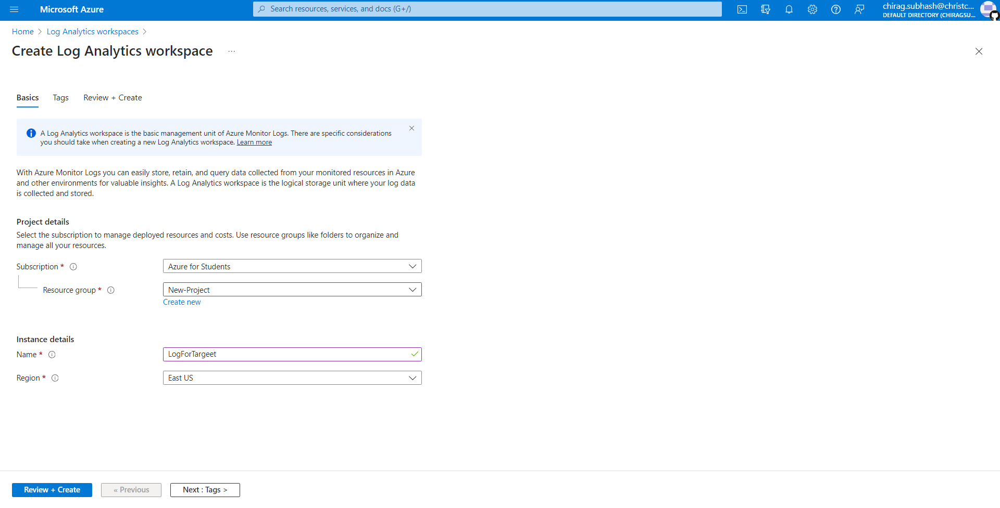 Microsoft Azure
Search resources, services, and docs (G+/)
chirag.subhash@christc...
DEFAULT DIRECTORY (CHIRAGSU...
Home > Log Analytics workspaces >
Create Log Analytics workspace ...
Basics Tags Review + Create
A Log Analytics workspace is the basic management unit of Azure Monitor Logs. There are specific considerations
you should take when creating a new Log Analytics workspace. Learn more
With Azure Monitor Logs you can easily store, retain, and query data collected from your monitored resources in Azure
and other environments for valuable insights. A Log Analytics workspace is the logical storage unit where your log data
is collected and stored.
Project details
Select the subscription to manage deployed resources and costs. Use resource groups like folders to organize and
manage all your resources.
Subscription * Azure for Students
Resource group * New-Project
Create new
Instance details
Name * LogForTargeet
Region * East US
Review + Create « Previous Next : Tags >